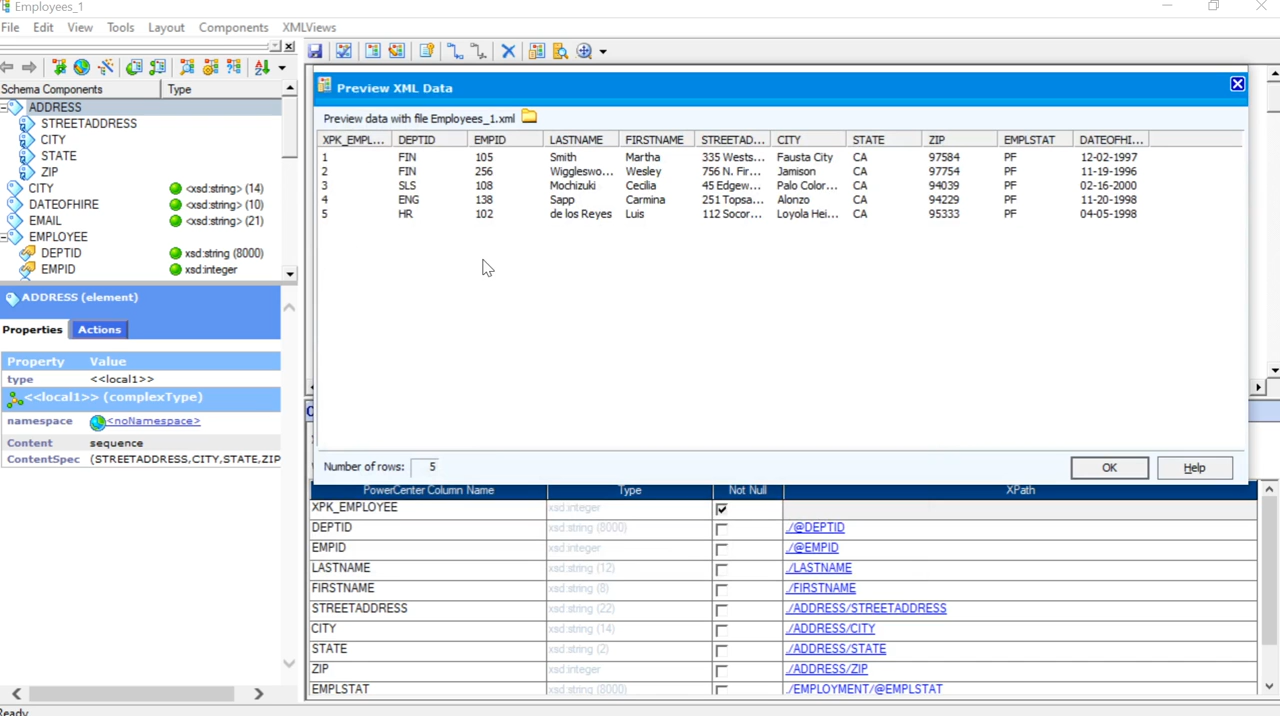 Employees_1
File Edit View Tools Layout Components XMLViews
Schema Components Type
ADDRESS
STREETADDRESS
CITY
STATE
ZIP
CITY <xsd:string> (14)
DATEOFHIRE <xsd:string> (10)
EMAIL <xsd:string> (21)
EMPLOYEE
DEPTID xsd:string (8000)
EMPID xsd:integer
ADDRESS (element)
Properties Actions
Property Value
type <<local1>>
<<local1>> (complexType)
namespace <noNamespace>
Content sequence
ContentSpec (STREETADDRESS,CITY,STATE,ZIP
Ready
Preview XML Data
Preview data with file Employees_1.xml
XPK_EMPL... DEPTID EMPID LASTNAME FIRSTNAME STREETAD... CITY STATE ZIP EMPLSTAT DATEOFHI...
1 FIN 105 Smith Martha 335 Wests... Fausta City CA 97584 PF 12-02-1997
2 FIN 256 Wiggleswo... Wesley 756 N. Fir... Jamison CA 97754 PF 11-19-1996
3 SLS 108 Mochizuki Cecilia 45 Edgew... Palo Color... CA 94039 PF 02-16-2000
4 ENG 138 Sapp Carmina 251 Topsa... Alonzo CA 94229 PF 11-20-1998
5 HR 102 de los Reyes Luis 112 Socor... Loyola Hei... CA 95333 PF 04-05-1998
Number of rows: 5 OK Help
PowerCenter Column Name Type Not Null XPath
XPK_EMPLOYEE xsd:integer
DEPTID xsd:string (8000) ./@DEPTID
EMPID xsd:integer ./@EMPID
LASTNAME xsd:string (12) ./LASTNAME
FIRSTNAME xsd:string (8) ./FIRSTNAME
STREETADDRESS xsd:string (22) ./ADDRESS/STREETADDRESS
CITY xsd:string (14) ./ADDRESS/CITY
STATE xsd:string (2) ./ADDRESS/STATE
ZIP xsd:integer ./ADDRESS/ZIP
EMPLSTAT xsd:string (8000) ./EMPLOYMENT/@EMPLSTAT